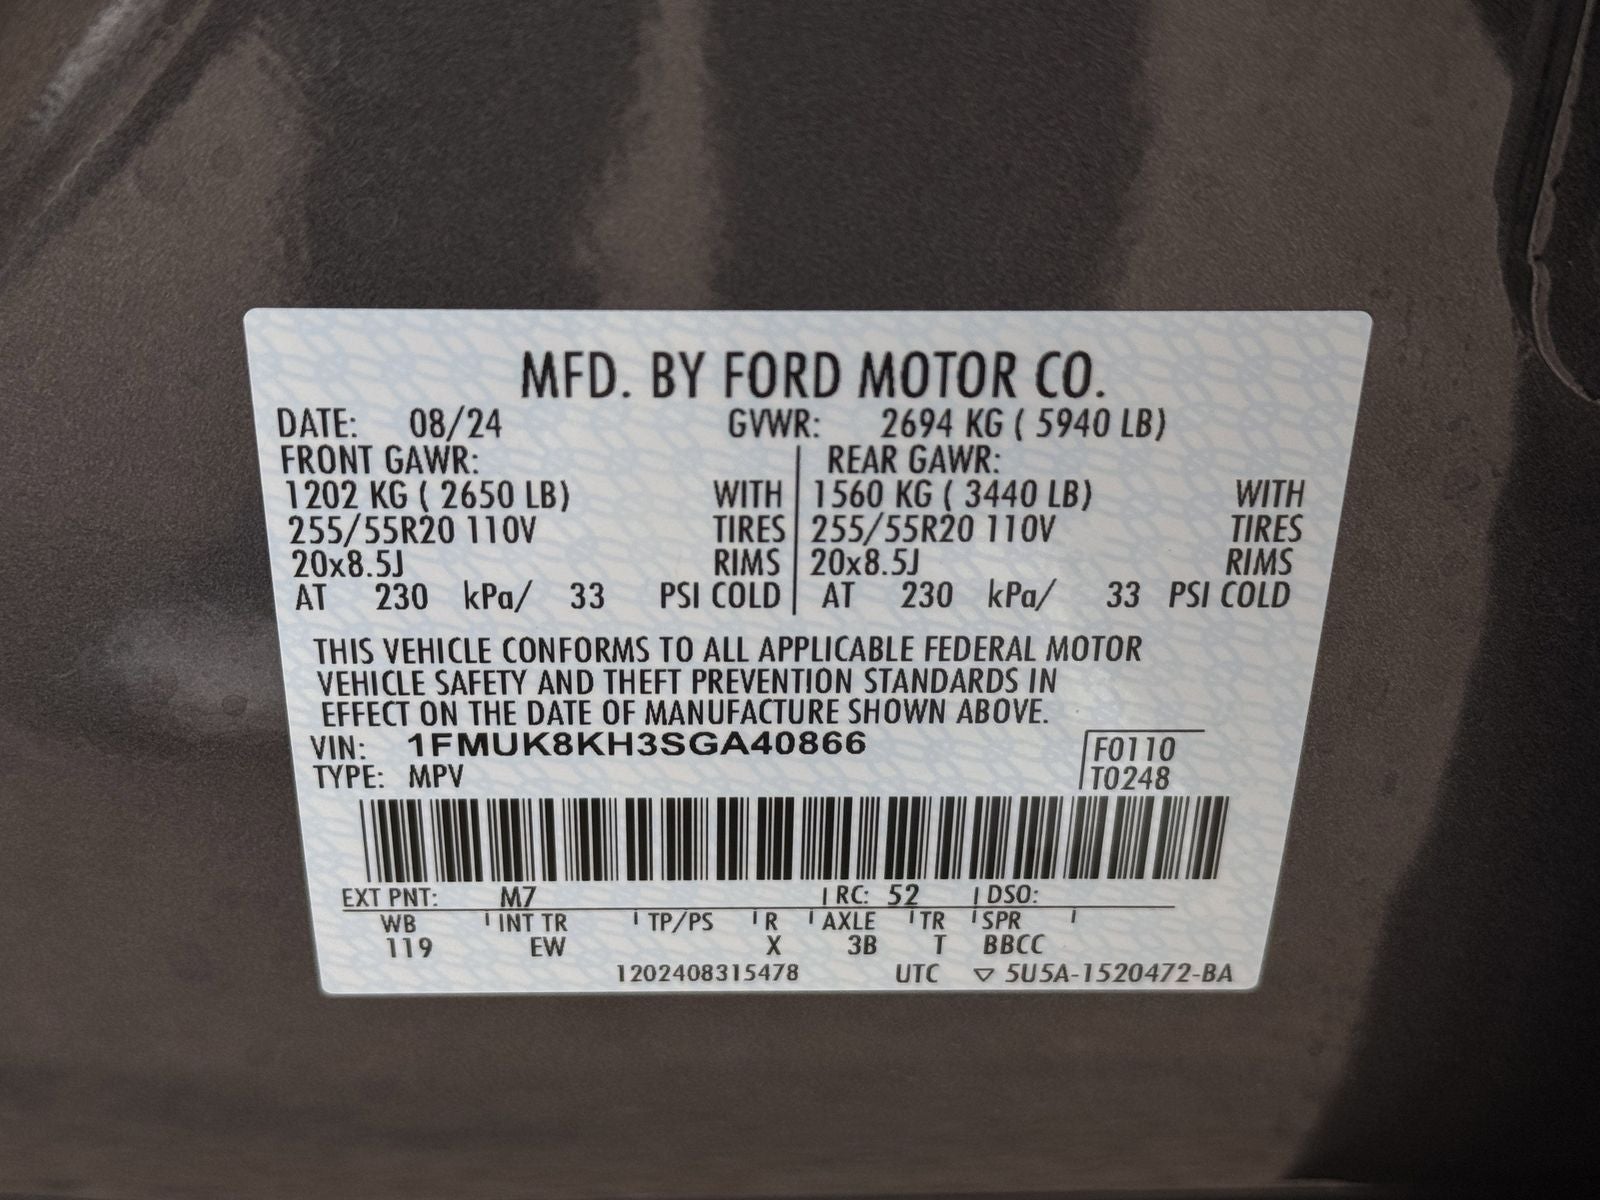 MFD. BY FORD MOTOR CO.
DATE: 08/24 GVWR: 2694 KG ( 5940 LB)
FRONT GAWR: REAR GAWR:
1202 KG ( 2650 LB) WITH 1560 KG ( 3440 LB) WITH
255/55R20 110V TIRES 255/55R20 110V TIRES
20x8.5J RIMS 20x8.5J RIMS
AT 230 kPa/ 33 PSI COLD AT 230 kPa/ 33 PSI COLD
THIS VEHICLE CONFORMS TO ALL APPLICABLE FEDERAL MOTOR
VEHICLE SAFETY AND THEFT PREVENTION STANDARDS IN
EFFECT ON THE DATE OF MANUFACTURE SHOWN ABOVE.
VIN: 1FMUK8KH3SGA40866 F0110
TYPE: MPV T0248
EXT PNT: M7 RC: 52 DSO:
WB INT TR TP/PS R AXLE TR SPR
119 EW X 3B T BBCC
1202408315478 UTC ▽ 5U5A-1520472-BA